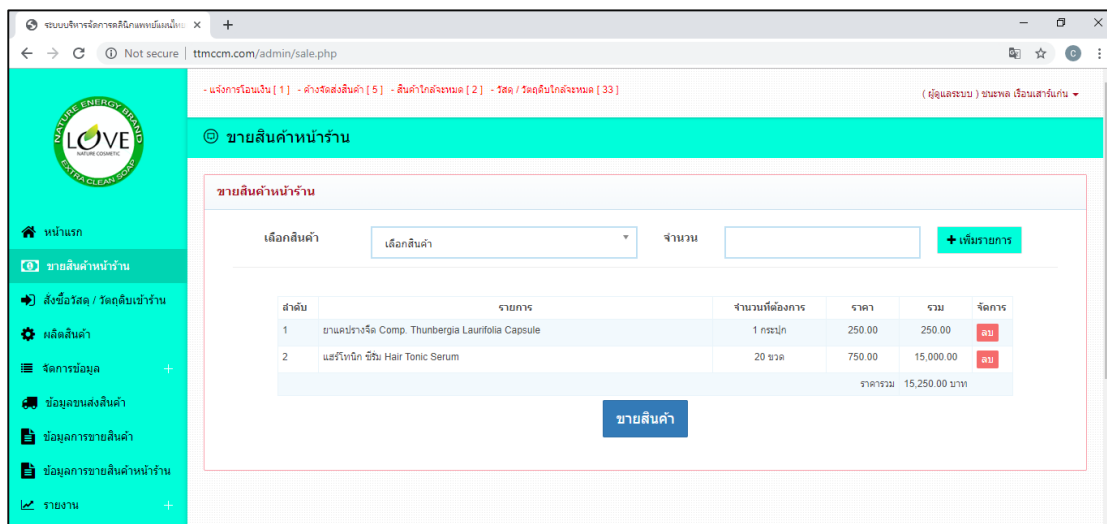 ระบบบริหารจัดการคลินิกแพทย์แผนไทย
Not secure | ttmccm.com/admin/sale.php
C
- แจ้งการโอนเงิน [ 1 ] - ค้างจัดส่งสินค้า [ 5 ] - สินค้าใกล้จะหมด [ 2 ] - วัสดุ / วัตถุดิบใกล้จะหมด [ 33 ]
( ผู้ดูแลระบบ ) ชนะพล เรือนเสาร์แก่น
NATURE ENERGY BRAND
LOVE
NATURE COSMETIC
EXTRA CLEAN SOAP
ขายสินค้าหน้าร้าน
ขายสินค้าหน้าร้าน
หน้าแรก
ขายสินค้าหน้าร้าน
สั่งซื้อวัสดุ / วัตถุดิบเข้าร้าน
ผลิตสินค้า
จัดการข้อมูล +
ข้อมูลขนส่งสินค้า
ข้อมูลการขายสินค้า
ข้อมูลการขายสินค้าหน้าร้าน
รายงาน +
เลือกสินค้า เลือกสินค้า จำนวน + เพิ่มรายการ
ลำดับ รายการ จำนวนที่ต้องการ ราคา รวม จัดการ
1 ยาแคปรางจืด Comp. Thunbergia Laurifolia Capsule 1 กระปุก 250.00 250.00 ลบ
2 แฮร์โทนิก ซีรั่ม Hair Tonic Serum 20 ขวด 750.00 15,000.00 ลบ
ราคารวม 15,250.00 บาท
ขายสินค้า